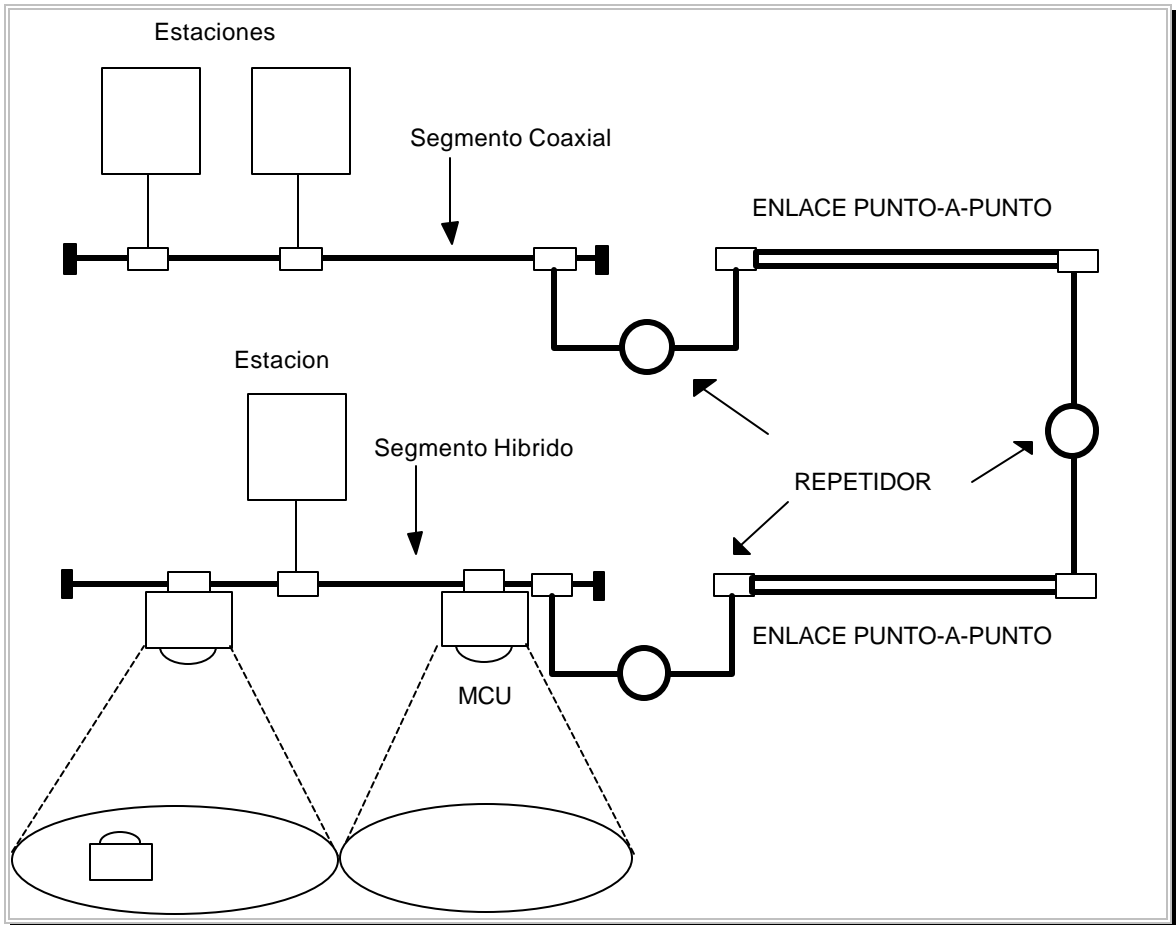 Estaciones
Segmento Coaxial
ENLACE PUNTO-A-PUNTO
Estacion
Segmento Hibrido
REPETIDOR
ENLACE PUNTO-A-PUNTO
MCU